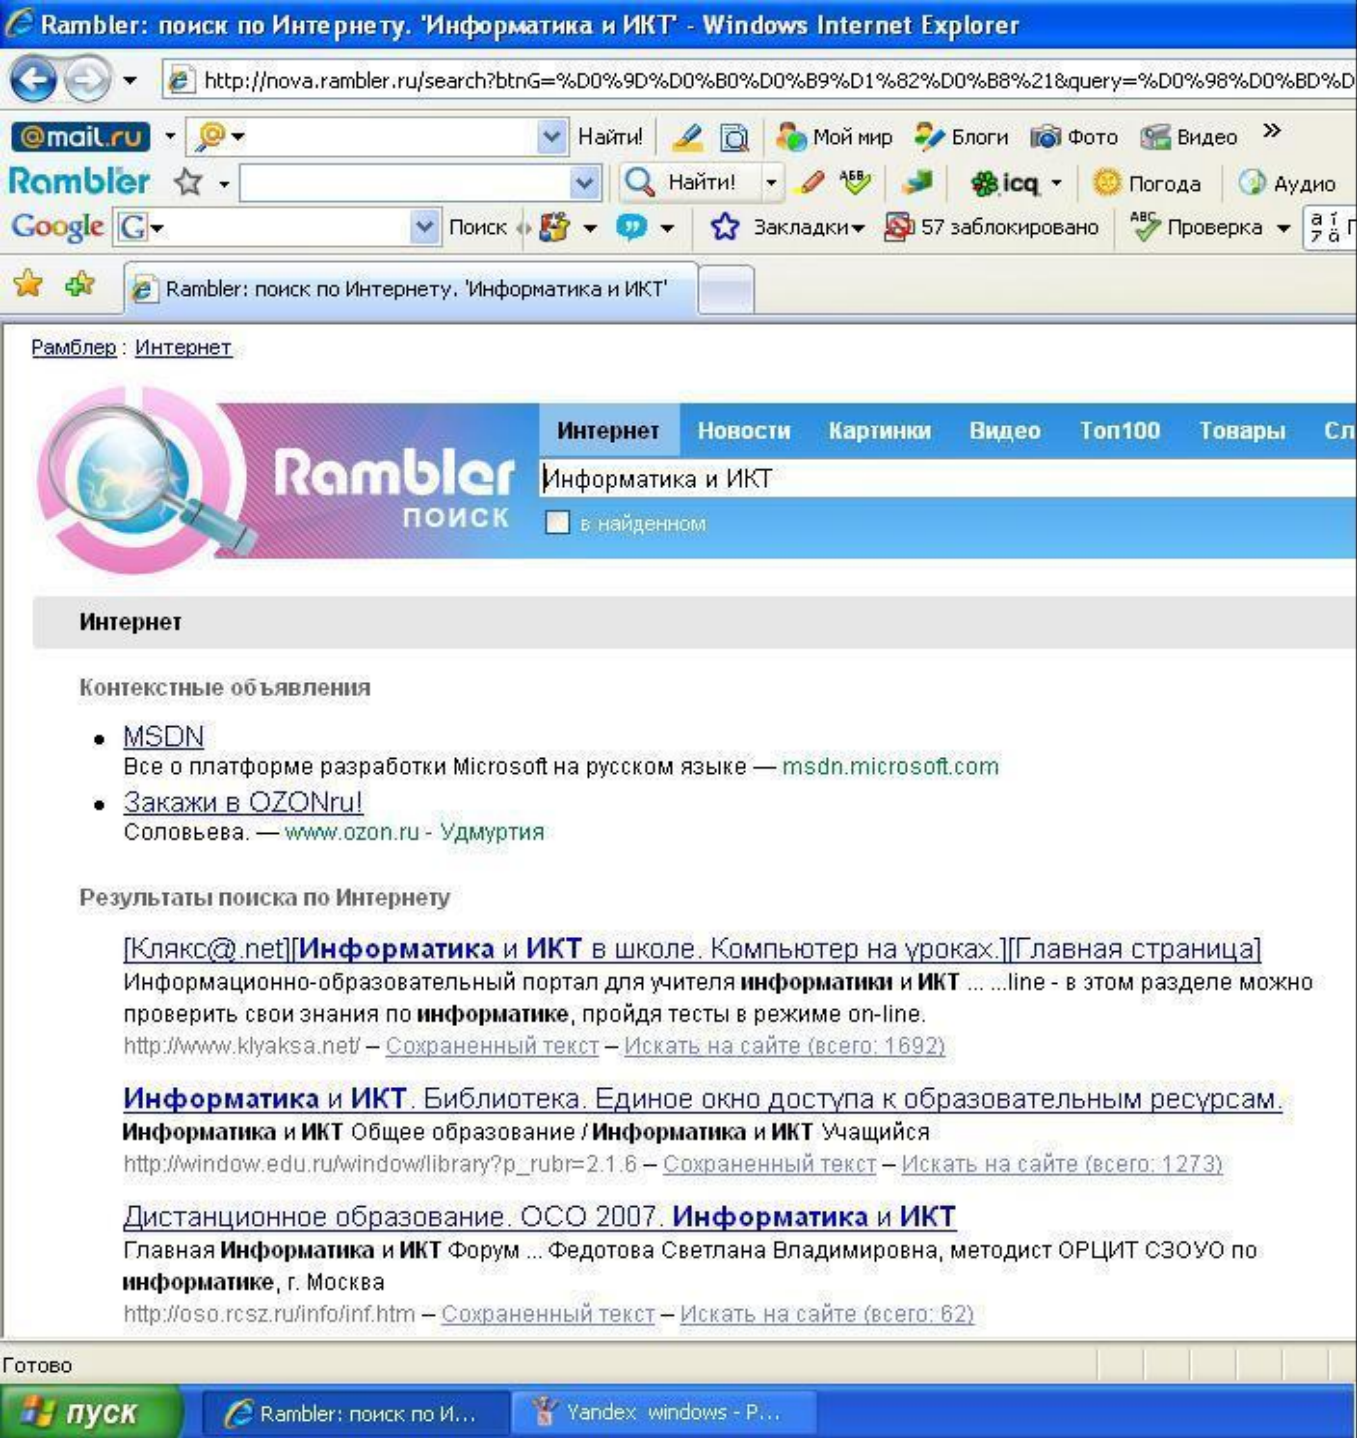 Rambler: поиск по Интернету. 'Информатика и ИКТ' - Windows Internet Explorer
http://nova.rambler.ru/search?btnG=%D0%9D%D0%B0%D0%B9%D1%82%D0%B8%21&query=%D0%98%D0%BD%D
@mail.ru Найти! Мой мир Блоги Фото Видео »
Rambler Найти! АБВ icq Погода Аудио
Google G Поиск Закладки 57 заблокировано ABC Проверка
Rambler: поиск по Интернету. 'Информатика и ИКТ'
Рамблер : Интернет
Интернет Новости Картинки Видео Топ100 Товары Сл
Rambler
Информатика и ИКТ
поиск
в найденном
Интернет
Контекстные объявления
• MSDN
Все о платформе разработки Microsoft на русском языке — msdn.microsoft.com
• Закажи в OZONru!
Соловьева. — www.ozon.ru - Удмуртия
Результаты поиска по Интернету
[Клякс@.net][Информатика и ИКТ в школе. Компьютер на уроках.][Главная страница]
Информационно-образовательный портал для учителя информатики и ИКТ ... ...line - в этом разделе можно
проверить свои знания по информатике, пройдя тесты в режиме on-line.
http://www.klyaksa.net/ – Сохраненный текст – Искать на сайте (всего: 1692)
Информатика и ИКТ. Библиотека. Единое окно доступа к образовательным ресурсам.
Информатика и ИКТ Общее образование / Информатика и ИКТ Учащийся
http://window.edu.ru/window/library?p_rubr=2.1.6 – Сохраненный текст – Искать на сайте (всего: 1273)
Дистанционное образование. ОСО 2007. Информатика и ИКТ
Главная Информатика и ИКТ Форум ... Федотова Светлана Владимировна, методист ОРЦИТ СЗОУО по
информатике, г. Москва
http://oso.rcsz.ru/info/inf.htm – Сохраненный текст – Искать на сайте (всего: 62)
Готово
пуск Rambler: поиск по И... Yandex windows - P...